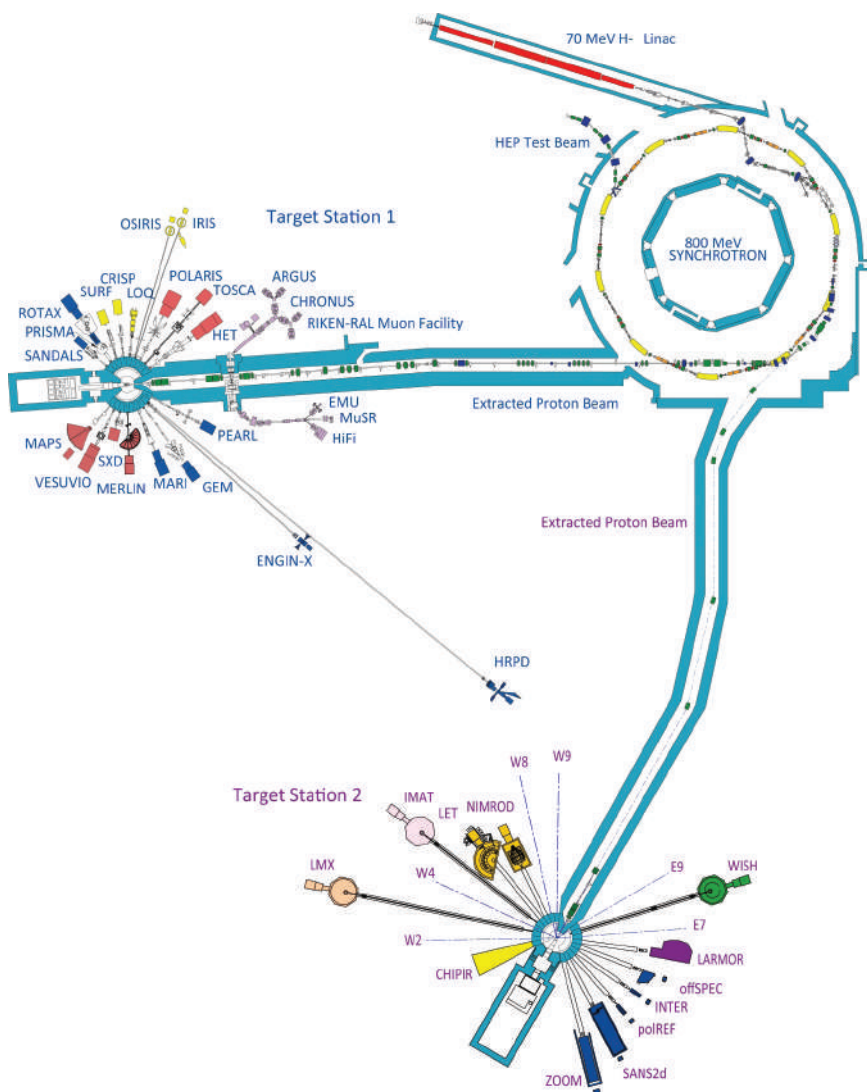 70 MeV H- Linac
HEP Test Beam
800 MeV
SYNCHROTRON
Target Station 1
OSIRIS
IRIS
CRISP
SURF
LOQ
POLARIS
TOSCA
ROTAX
PRISMA
SANDALS
HET
ARGUS
CHRONUS
RIKEN-RAL Muon Facility
Extracted Proton Beam
EMU
MuSR
HiFi
PEARL
MAPS
VESUVIO
SXD
MERLIN
MARI
GEM
ENGIN-X
HRPD
Extracted Proton Beam
Target Station 2
W8
W9
IMAT
LET
NIMROD
LMX
W4
W2
CHIPIR
E9
WISH
E7
LARMOR
offSPEC
INTER
polREF
SANS2d
ZOOM